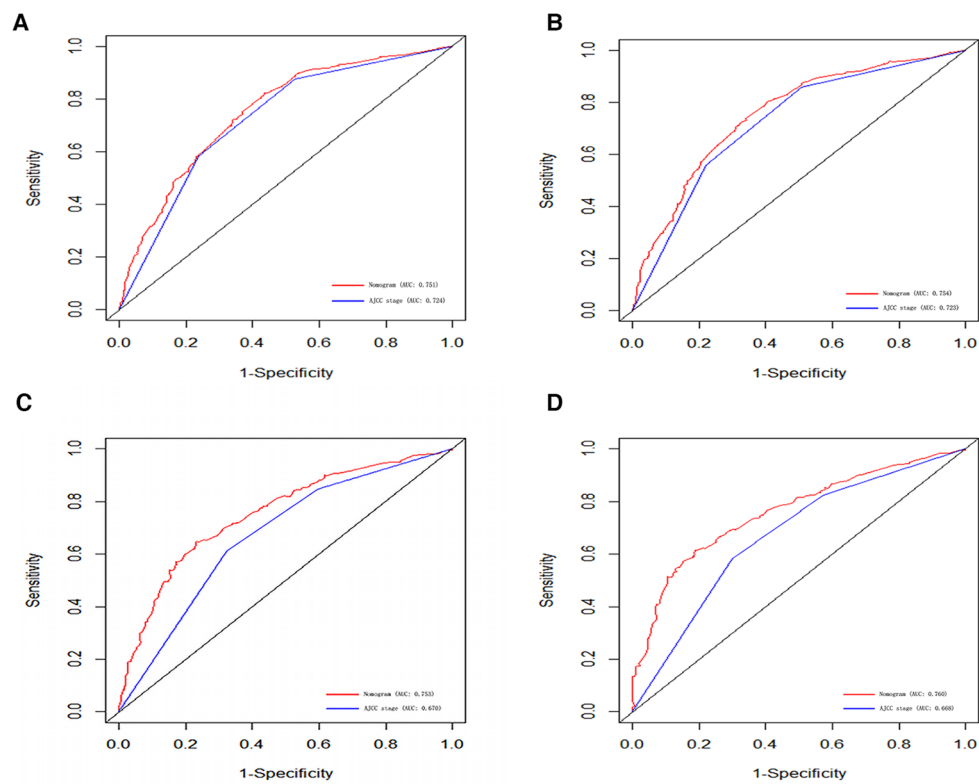 A
Sensitivity
1.0
0.8
0.6
0.4
0.2
0.0
Nomogram (AUC: 0.751)
AJCC stage (AUC: 0.724)
0.0 0.2 0.4 0.6 0.8 1.0
1-Specificity
B
Sensitivity
1.0
0.8
0.6
0.4
0.2
0.0
Nomogram (AUC: 0.754)
AJCC stage (AUC: 0.723)
0.0 0.2 0.4 0.6 0.8 1.0
1-Specificity
C
Sensitivity
1.0
0.8
0.6
0.4
0.2
0.0
Nomogram (AUC: 0.753)
AJCC stage (AUC: 0.670)
0.0 0.2 0.4 0.6 0.8 1.0
1-Specificity
D
Sensitivity
1.0
0.8
0.6
0.4
0.2
0.0
Nomogram (AUC: 0.760)
AJCC stage (AUC: 0.668)
0.0 0.2 0.4 0.6 0.8 1.0
1-Specificity